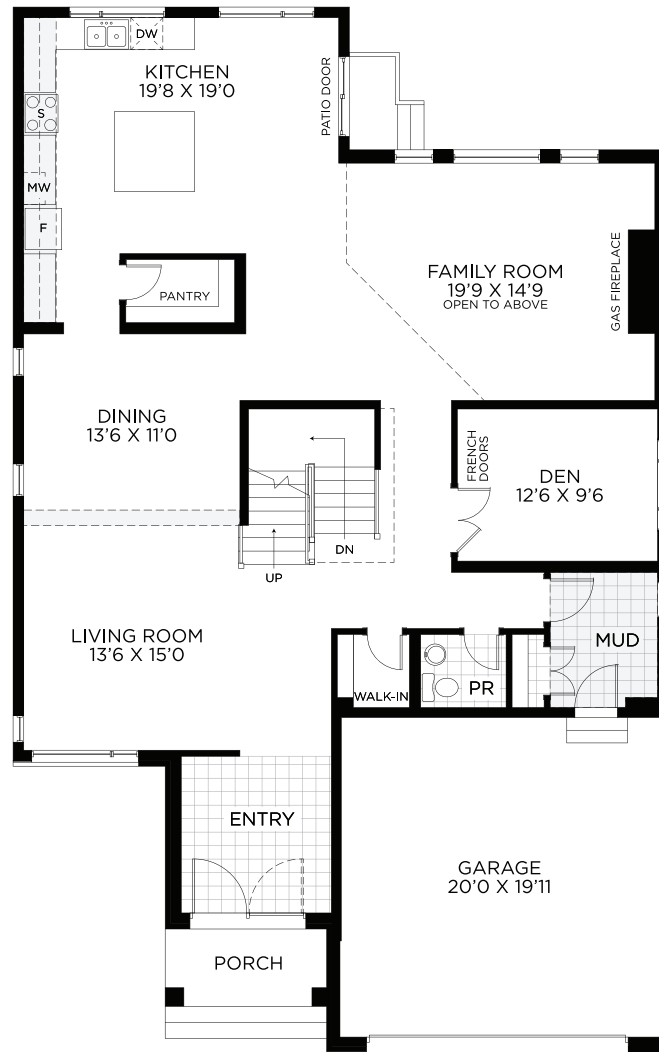 DW
KITCHEN
19'8 X 19'0
PATIO DOOR
S
MW
F
PANTRY
FAMILY ROOM
19'9 X 14'9
OPEN TO ABOVE
GAS FIREPLACE
DINING
13'6 X 11'0
FRENCH
DOORS
DEN
12'6 X 9'6
DN
UP
LIVING ROOM
13'6 X 15'0
MUD
WALK-IN
PR
ENTRY
GARAGE
20'0 X 19'11
PORCH